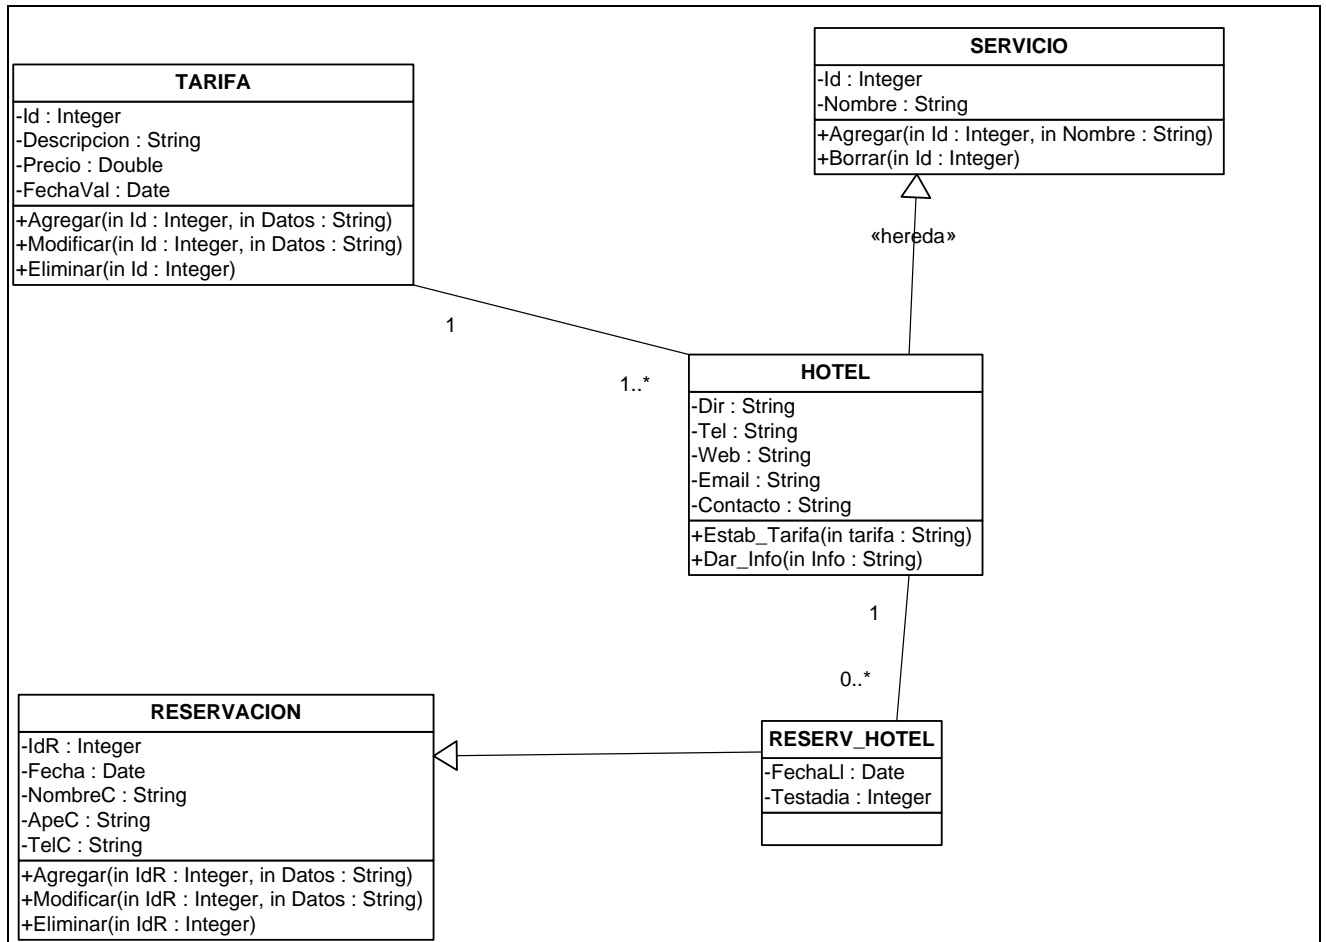 SERVICIO
-Id : Integer
-Nombre : String
+Agregar(in Id : Integer, in Nombre : String)
+Borrar(in Id : Integer)
TARIFA
-Id : Integer
-Descripcion : String
-Precio : Double
-FechaVal : Date
+Agregar(in Id : Integer, in Datos : String)
+Modificar(in Id : Integer, in Datos : String)
+Eliminar(in Id : Integer)
«hereda»
1
1..*
HOTEL
-Dir : String
-Tel : String
-Web : String
-Email : String
-Contacto : String
+Estab_Tarifa(in tarifa : String)
+Dar_Info(in Info : String)
1
0..*
RESERVACION
-IdR : Integer
-Fecha : Date
-NombreC : String
-ApeC : String
-TelC : String
+Agregar(in IdR : Integer, in Datos : String)
+Modificar(in IdR : Integer, in Datos : String)
+Eliminar(in IdR : Integer)
RESERV_HOTEL
-FechaLl : Date
-Testadia : Integer